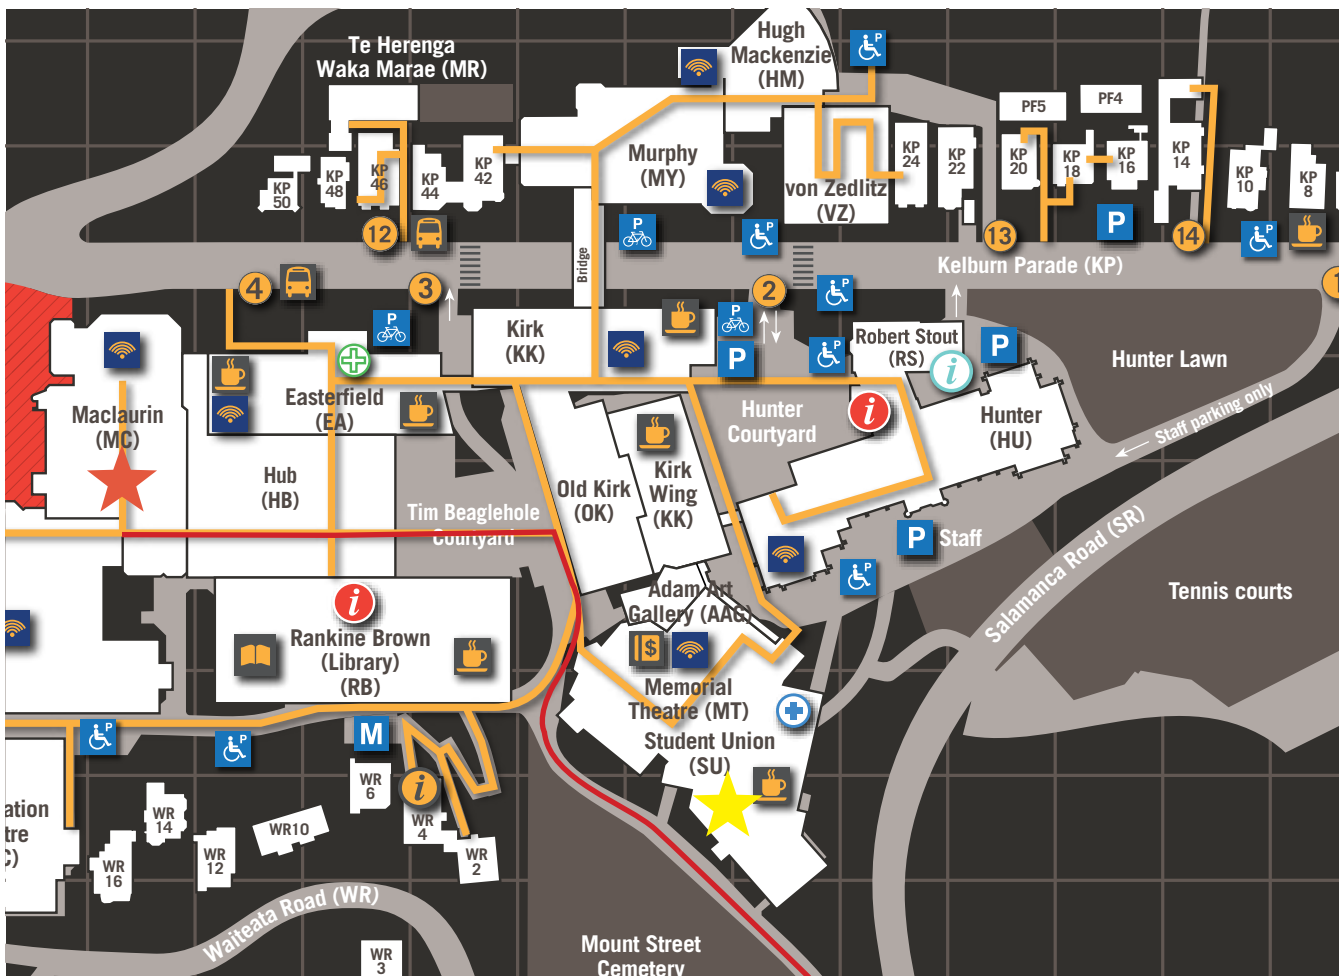 Te Herenga
Waka Marae (MR)
Hugh
Mackenzie
(HM)
P
PF5
PF4
KP
50
KP
48
KP
46
KP
44
KP
42
Murphy
(MY)
von Zedlitz
(VZ)
KP
24
KP
22
KP
20
KP
18
KP
16
KP
14
KP
10
KP
8
12
P
P
13
P
14
P
Bridge
Kelburn Parade (KP)
4
3
2
P
1
P
Kirk
(KK)
P
P
P
Robert Stout
(RS)
i
P
Hunter Lawn
Maclaurin
(MC)
Easterfield
(EA)
Hunter
Courtyard
i
Hunter
(HU)
Staff parking only
Hub
(HB)
Old Kirk
(OK)
Kirk
Wing
(KK)
Tim Beaglehole
Courtyard
P
Staff
P
Salamanca Road (SR)
Tennis courts
Adam Art
Gallery (AAG)
i
Rankine Brown
(Library)
(RB)
$
Memorial
Theatre (MT)
Student Union
(SU)
P
P
M
WR
6
i
WR
4
WR
2
WR10
WR
14
WR
12
WR
16
ation
tre
C)
Waiteata Road (WR)
WR
3
Mount Street
Cemetery